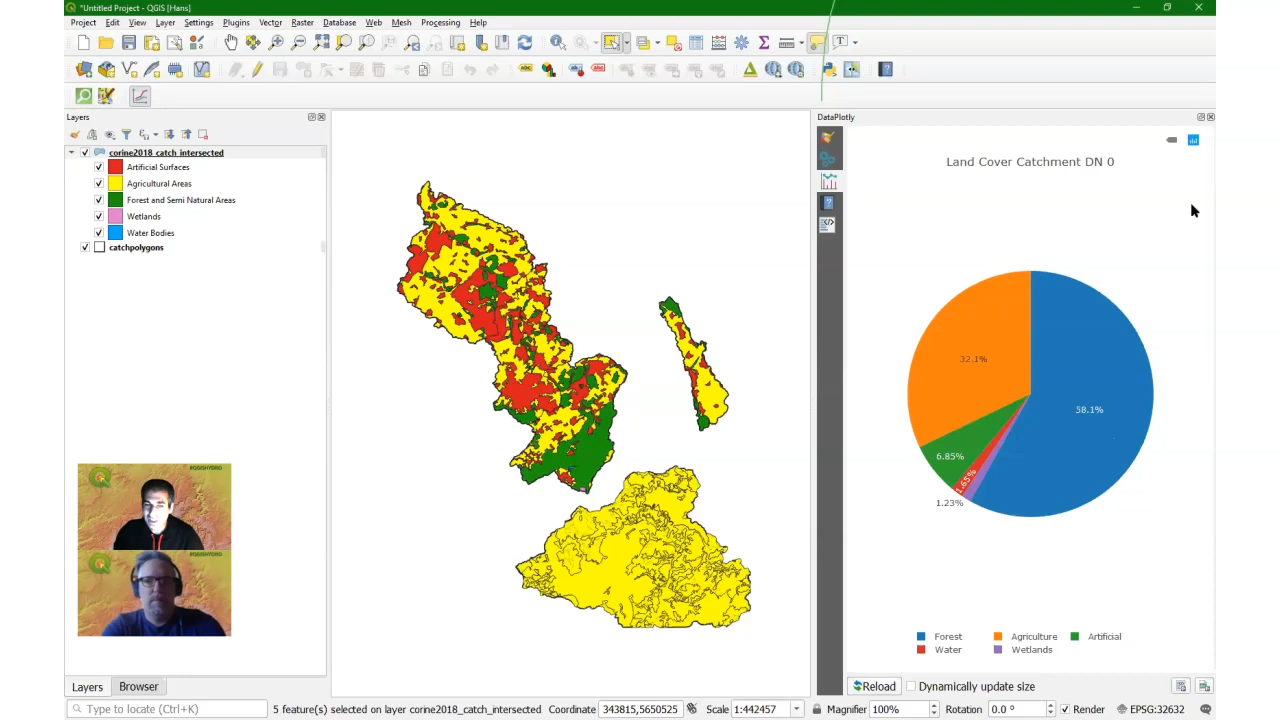 *Untitled Project - QGIS [Hans]
Project Edit View Layer Settings Plugins Vector Raster Database Web Mesh Processing Help
Layers
DataPlotly
corine2018_catch_intersected
Artificial Surfaces
Agricultural Areas
Forest and Semi Natural Areas
Wetlands
Water Bodies
catchpolygons
#QGISHYDRO
Land Cover Catchment DN 0
32.1%
58.1%
6.85%
1.65%
1.23%
Forest Agriculture Artificial
Water Wetlands
Layers Browser
Reload Dynamically update size
Type to locate (Ctrl+K) 5 feature(s) selected on layer corine2018_catch_intersected Coordinate 343815,5650525 Scale 1:442457 Magnifier 100% Rotation 0.0 ° Render EPSG:32632